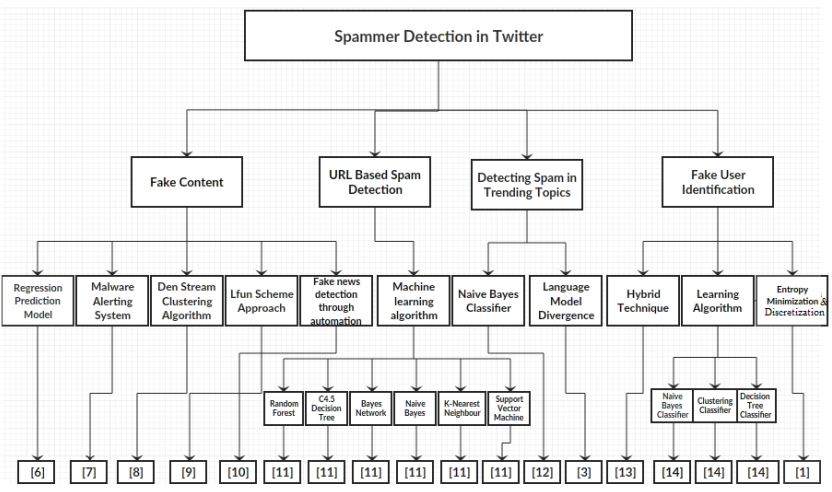 Spammer Detection in Twitter
Fake Content
URL Based Spam
Detection
Detecting Spam in
Trending Topics
Fake User
Identification
Regression
Prediction
Model
Malware
Alerting
System
Den Stream
Clustering
Algorithm
Lfun Scheme
Approach
Fake news
detection
through
automation
Machine
learning
algorithm
Naive Bayes
Classifier
Language
Model
Divergence
Hybrid
Technique
Learning
Algorithm
Entropy
Minimization &
Discretization
Random
Forest
C4.5
Decision
Tree
Bayes
Network
Naive
Bayes
K-Nearest
Neighbour
Support
Vector
Machine
Naive
Bayes
Classifier
Clustering
Classifier
Decision
Tree
Classifier
[6]
[7]
[8]
[9]
[10]
[11]
[11]
[11]
[11]
[11]
[11]
[12]
[3]
[13]
[14]
[14]
[14]
[1]